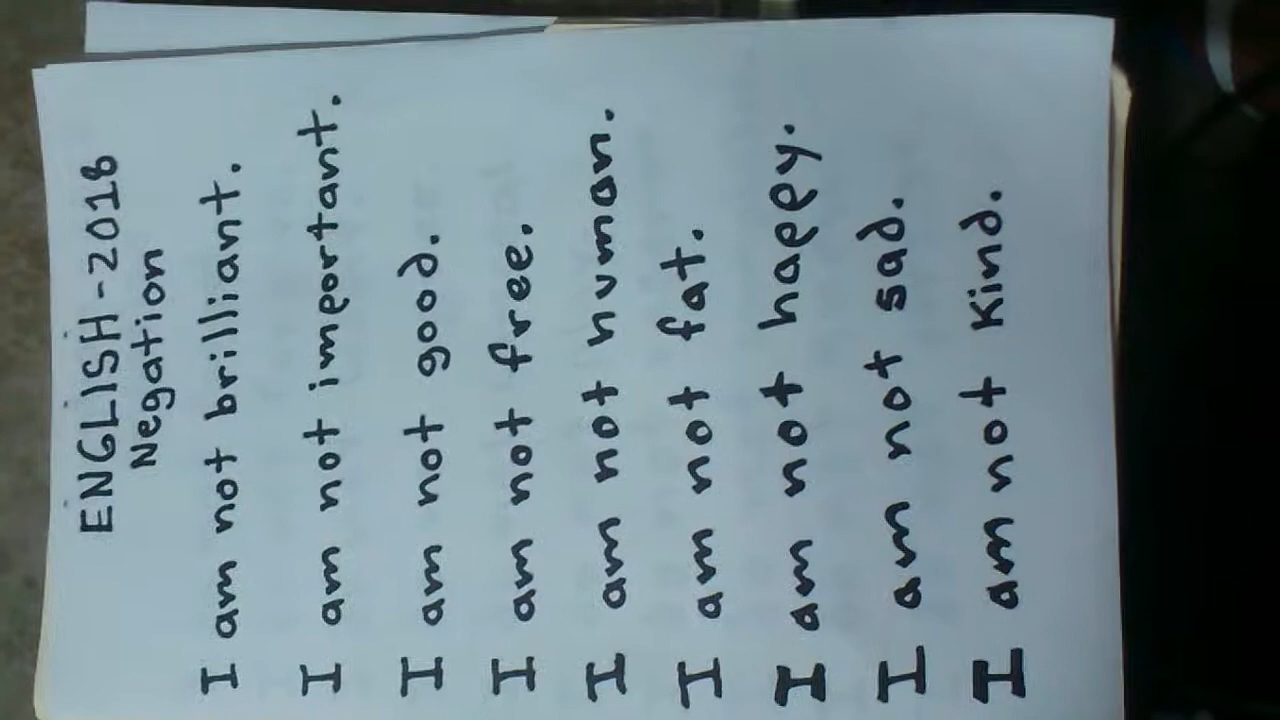 ENGLISH-2018
Negation
I am not brilliant.
I am not important.
I am not good.
I am not free.
I am not human.
I am not fat.
I am not happy.
I am not sad.
I am not kind.